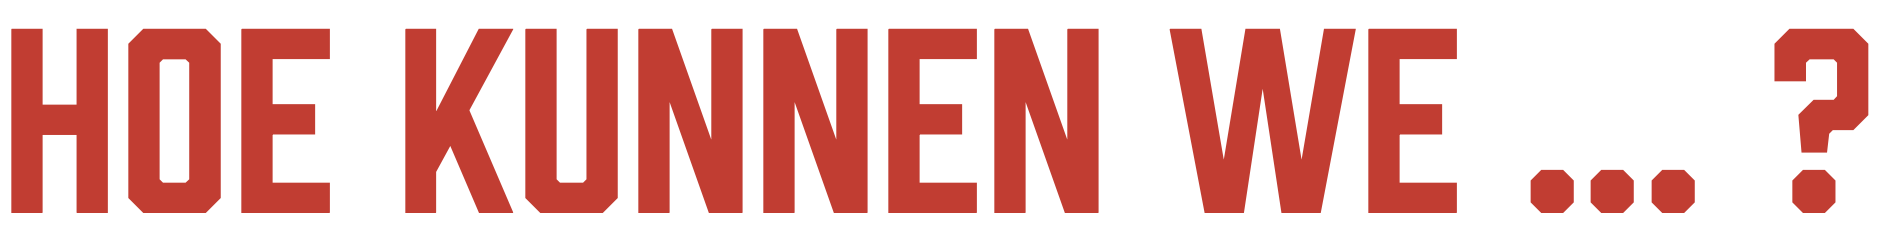 HOE KUNNEN WE ... ?